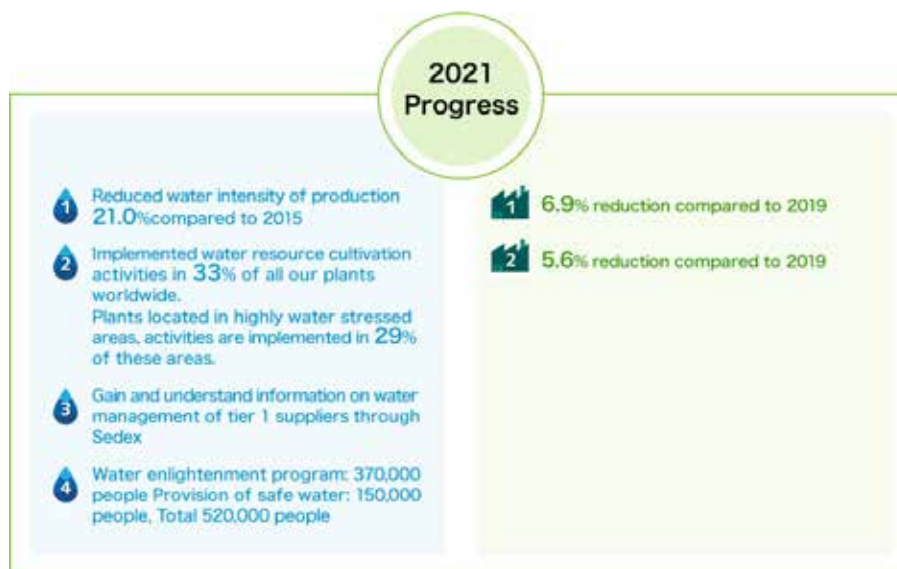 2021
Progress
1
Reduced water intensity of production
21.0%compared to 2015
2
Implemented water resource cultivation
activities in 33% of all our plants
worldwide.
Plants located in highly water stressed
areas, activities are implemented in 29%
of these areas.
3
Gain and understand information on water
management of tier 1 suppliers through
Sedex
4
Water enlightenment program: 370,000
people Provision of safe water: 150,000
people, Total 520,000 people
1
6.9% reduction compared to 2019
2
5.6% reduction compared to 2019